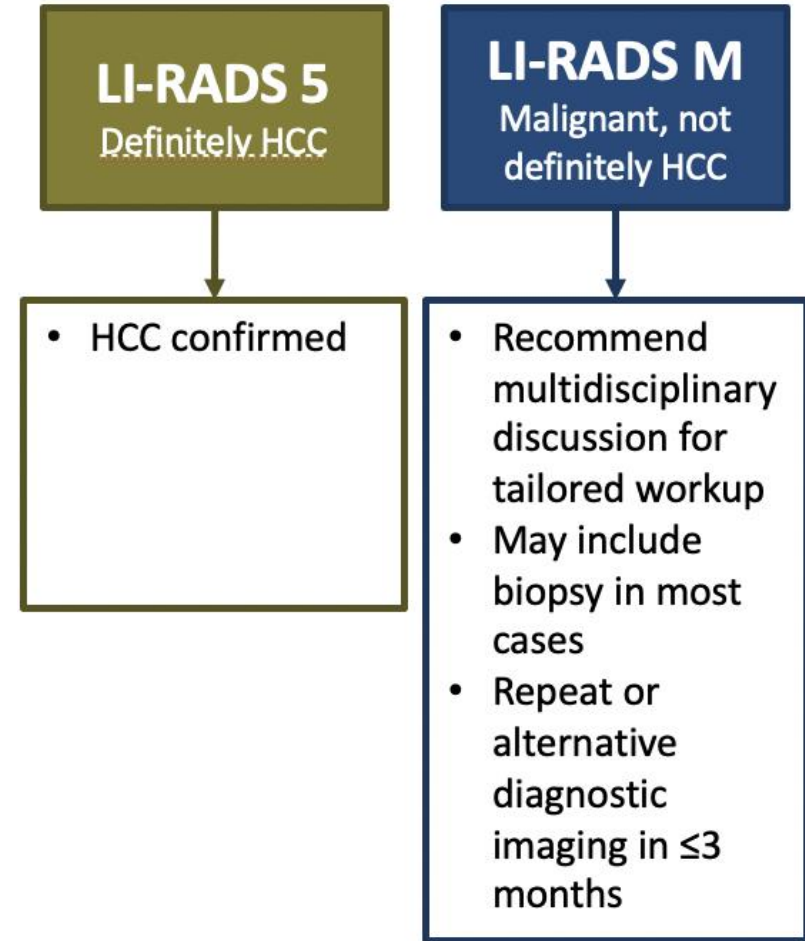 LI-RADS 5
Definitely HCC
• HCC confirmed
LI-RADS M
Malignant, not
definitely HCC
• Recommend
multidisciplinary
discussion for
tailored workup
• May include
biopsy in most
cases
• Repeat or
alternative
diagnostic
imaging in ≤3
months